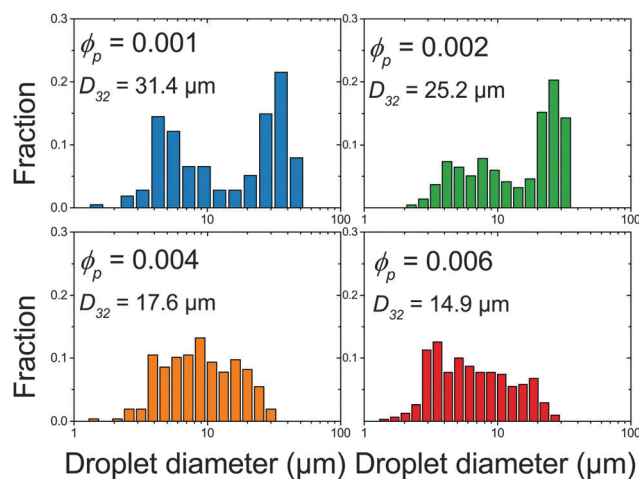 0.3
0.2
0.1
0.0
Fraction
ϕp = 0.001
D32 = 31.4 µm
1 10 100
0.3
0.2
0.1
0.0
ϕp = 0.002
D32 = 25.2 µm
1 10 100
0.3
0.2
0.1
0.0
Fraction
ϕp = 0.004
D32 = 17.6 µm
1 10 100
Droplet diameter (µm)
0.3
0.2
0.1
0.0
ϕp = 0.006
D32 = 14.9 µm
1 10 100
Droplet diameter (µm)